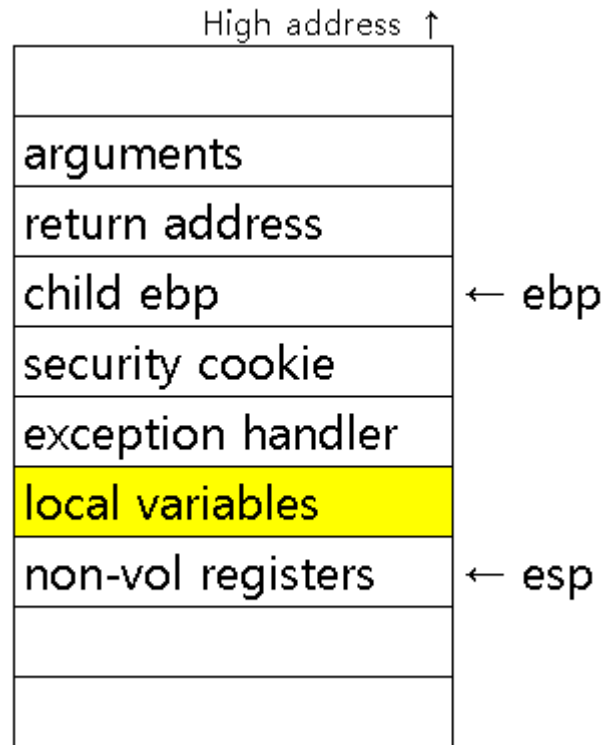 High address ↑
arguments
return address
child ebp ← ebp
security cookie
exception handler
local variables
non-vol registers ← esp